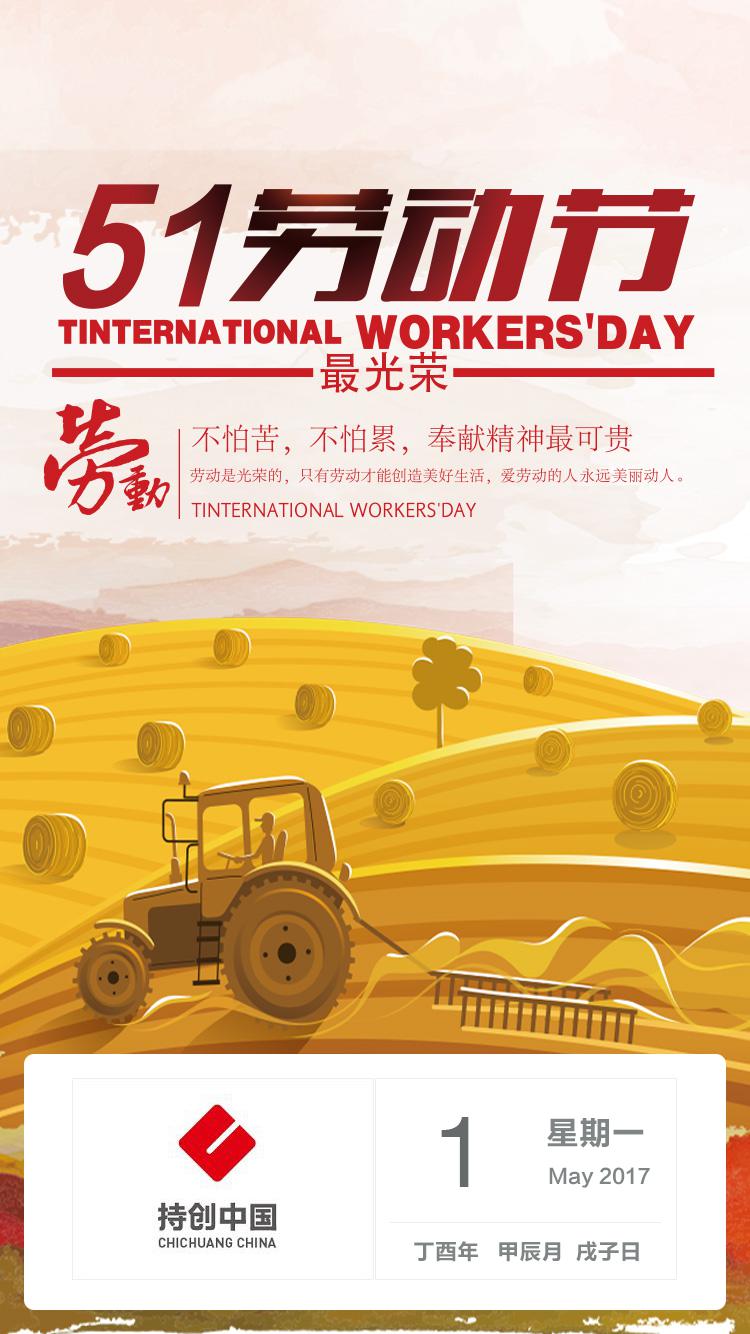 51劳动节
TINTERNATIONAL WORKERS'DAY
最光荣
勞動
不怕苦，不怕累，奉献精神最可贵
劳动是光荣的，只有劳动才能创造美好生活，爱劳动的人永远美丽动人。
TINTERNATIONAL WORKERS'DAY
持创中国
CHICHUANG CHINA
1
星期一
May 2017
丁酉年 甲辰月 戌子日